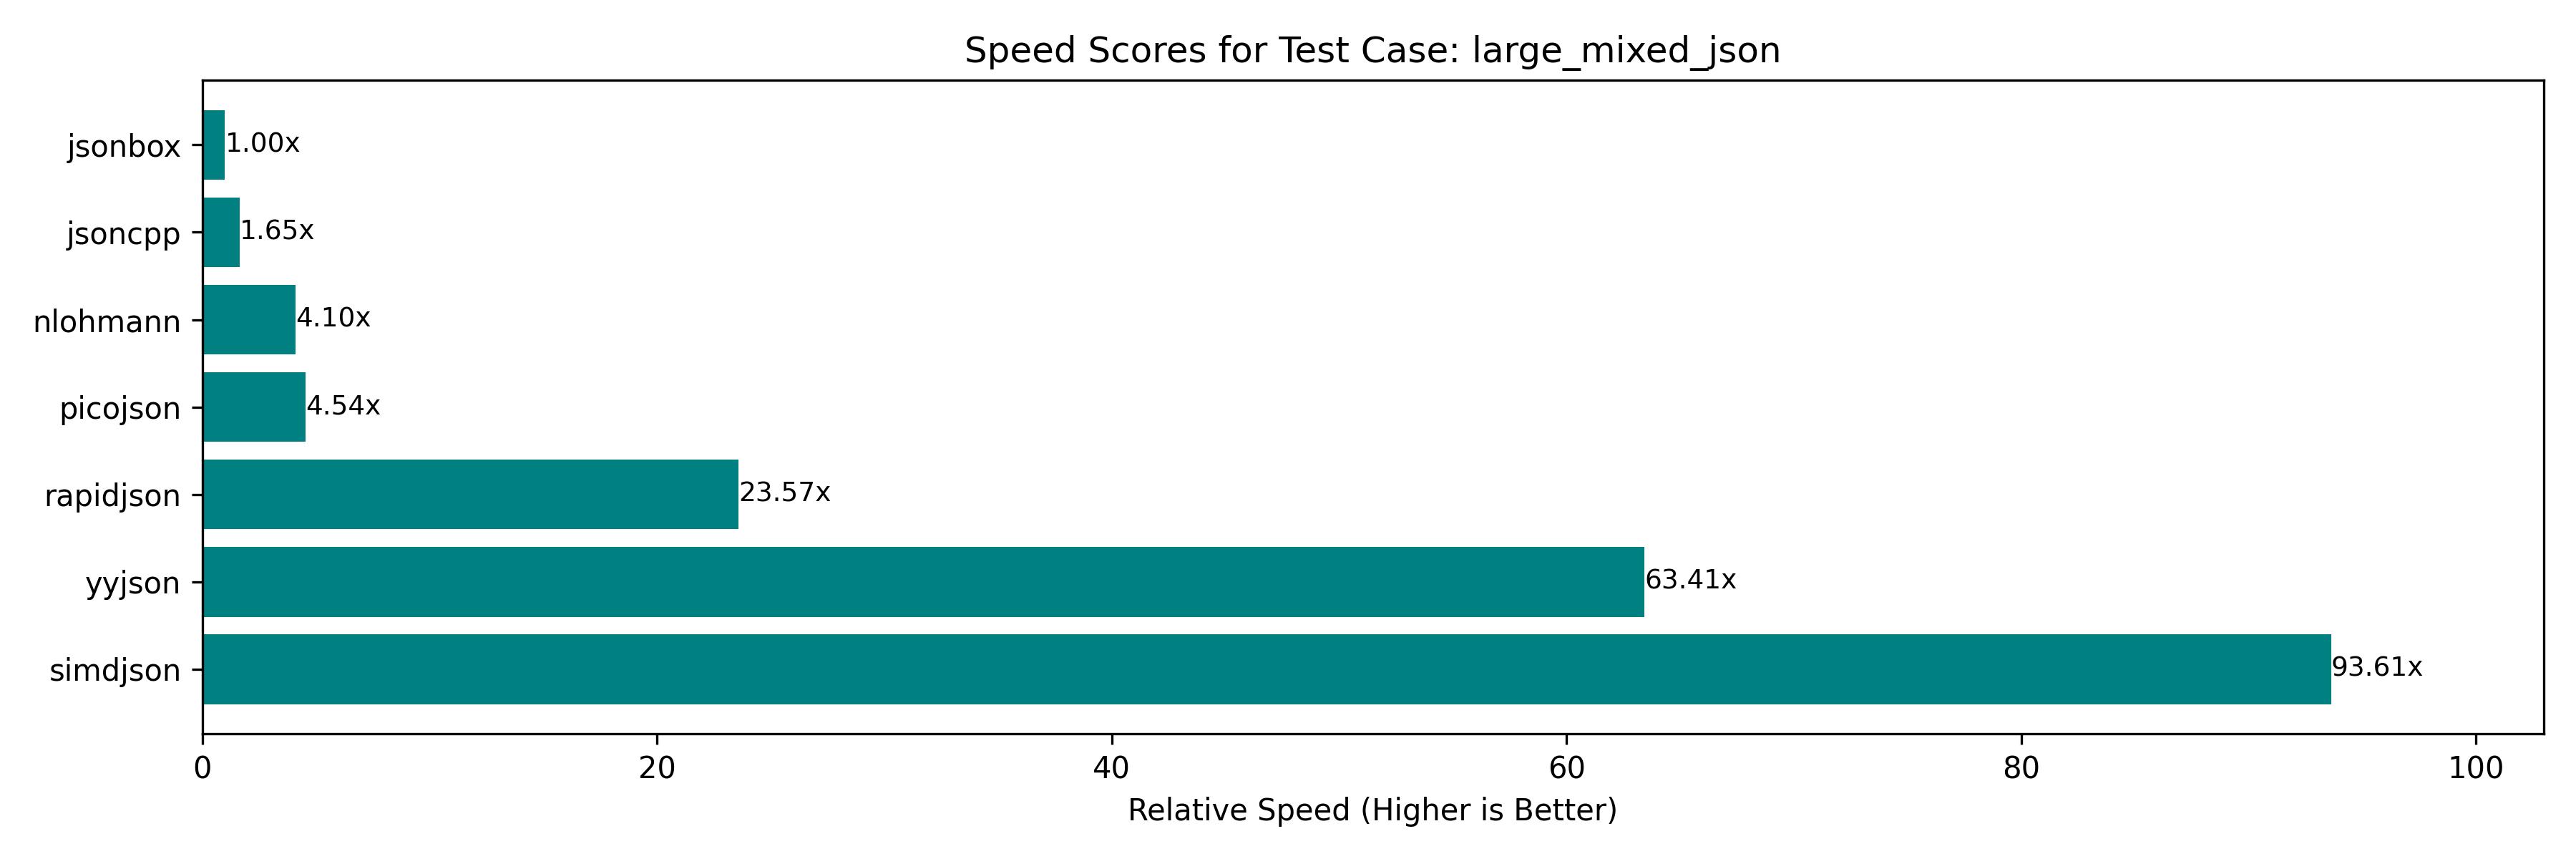 Speed Scores for Test Case: large_mixed_json
jsonbox 1.00x
jsoncpp 1.65x
nlohmann 4.10x
picojson 4.54x
rapidjson 23.57x
yyjson 63.41x
simdjson 93.61x
0 20 40 60 80 100
Relative Speed (Higher is Better)